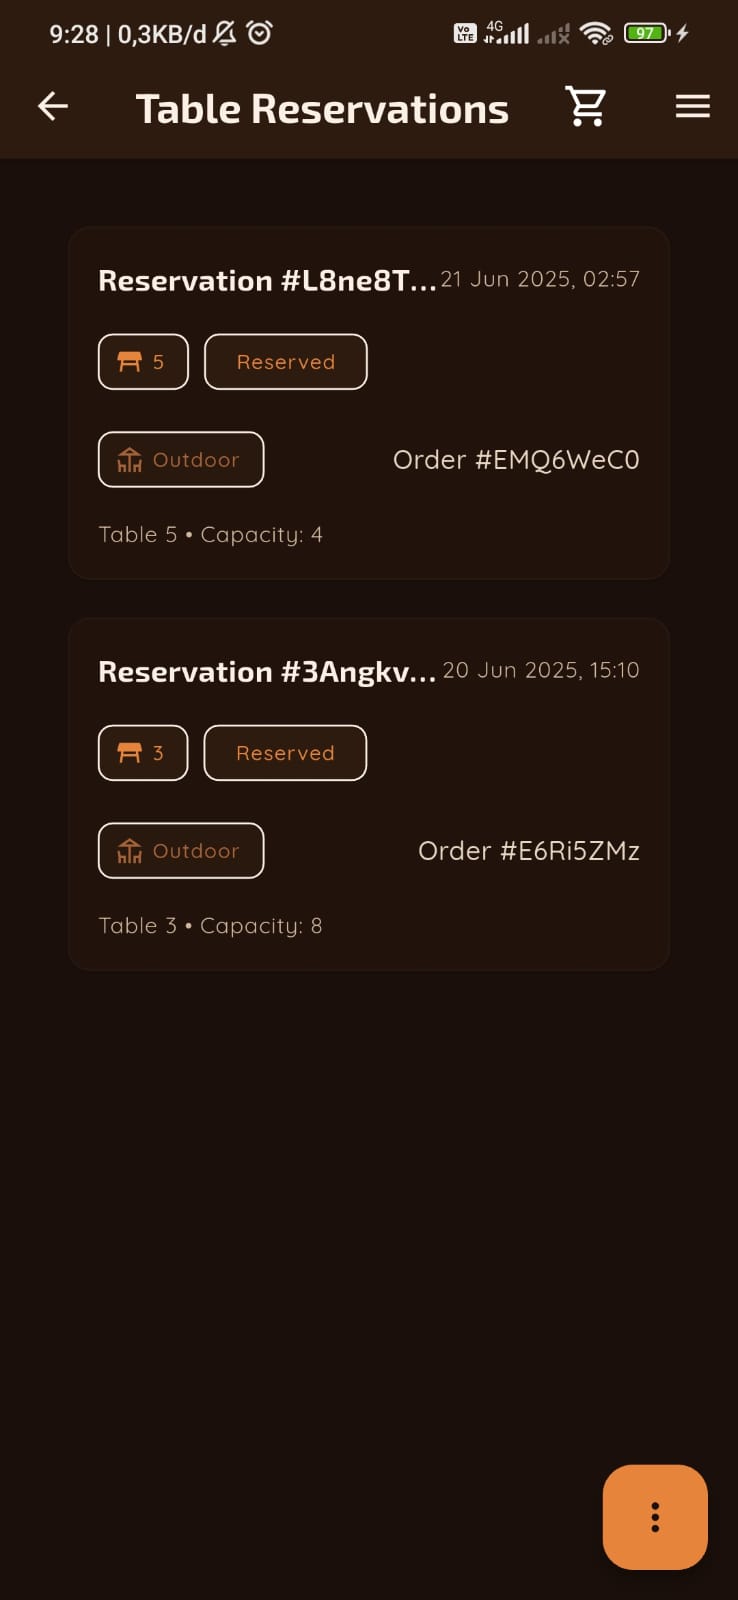 9:28 | 0,3KB/d
Vo LTE 4G 97
Table Reservations
Reservation #L8ne8T... 21 Jun 2025, 02:57
5 Reserved
Outdoor Order #EMQ6WeC0
Table 5 • Capacity: 4
Reservation #3Angkv... 20 Jun 2025, 15:10
3 Reserved
Outdoor Order #E6Ri5ZMz
Table 3 • Capacity: 8